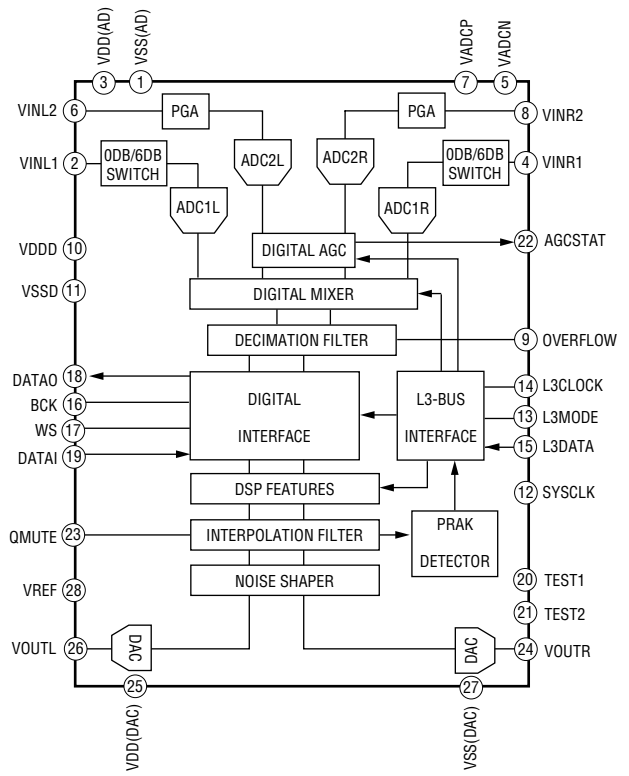 VDD(AD)
VSS(AD)
VADCP
VADCN
3
1
7
5
VINL2
6
PGA
PGA
8
VINR2
VINL1
2
0DB/6DB
SWITCH
ADC2L
ADC2R
0DB/6DB
SWITCH
4
VINR1
ADC1L
ADC1R
VDDD
10
DIGITAL AGC
22
AGCSTAT
VSSD
11
DIGITAL MIXER
DECIMATION FILTER
9
OVERFLOW
DATAO
18
BCK
16
WS
17
DATAI
19
DIGITAL
INTERFACE
L3-BUS
INTERFACE
14
L3CLOCK
13
L3MODE
15
L3DATA
DSP FEATURES
12
SYSCLK
QMUTE
23
INTERPOLATION FILTER
PRAK
DETECTOR
VREF
28
NOISE SHAPER
20
TEST1
21
TEST2
VOUTL
26
DAC
DAC
24
VOUTR
25
27
VDD(DAC)
VSS(DAC)